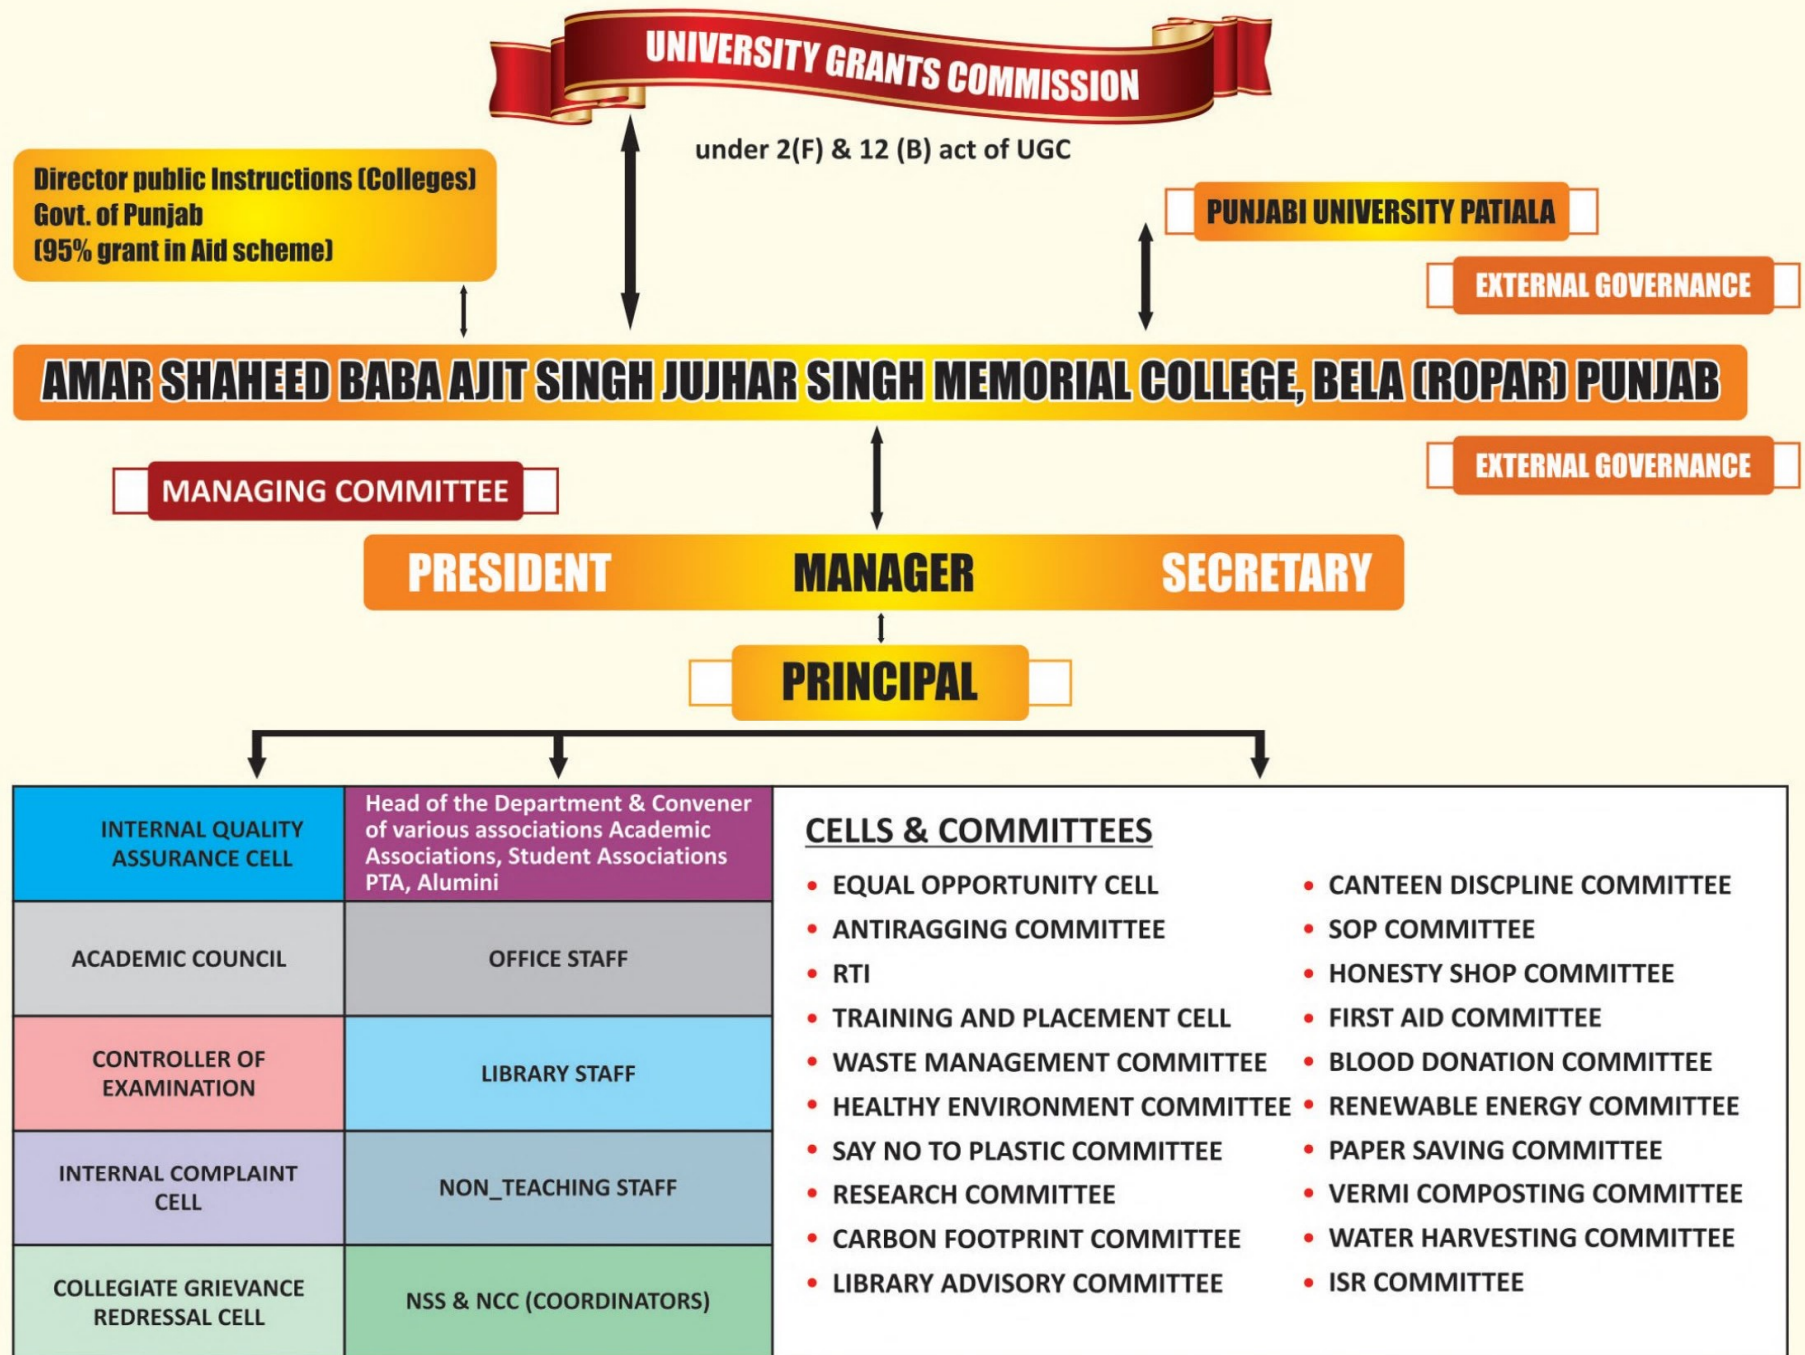 UNIVERSITY GRANTS COMMISSION
under 2(F) & 12 (B) act of UGC
Director public Instructions (Colleges)
Govt. of Punjab
(95% grant in Aid scheme)
PUNJABI UNIVERSITY PATIALA
EXTERNAL GOVERNANCE
AMAR SHAHEED BABA AJIT SINGH JUJHAR SINGH MEMORIAL COLLEGE, BELA (ROPAR) PUNJAB
EXTERNAL GOVERNANCE
MANAGING COMMITTEE
PRESIDENT MANAGER SECRETARY
PRINCIPAL
INTERNAL QUALITY
ASSURANCE CELL
Head of the Department & Convener
of various associations Academic
Associations, Student Associations
PTA, Alumini
ACADEMIC COUNCIL
OFFICE STAFF
CONTROLLER OF
EXAMINATION
LIBRARY STAFF
INTERNAL COMPLAINT
CELL
NON_TEACHING STAFF
COLLEGIATE GRIEVANCE
REDRESSAL CELL
NSS & NCC (COORDINATORS)
CELLS & COMMITTEES
• EQUAL OPPORTUNITY CELL
• ANTIRAGGING COMMITTEE
• RTI
• TRAINING AND PLACEMENT CELL
• WASTE MANAGEMENT COMMITTEE
• HEALTHY ENVIRONMENT COMMITTEE
• SAY NO TO PLASTIC COMMITTEE
• RESEARCH COMMITTEE
• CARBON FOOTPRINT COMMITTEE
• LIBRARY ADVISORY COMMITTEE
• CANTEEN DISCPLINE COMMITTEE
• SOP COMMITTEE
• HONESTY SHOP COMMITTEE
• FIRST AID COMMITTEE
• BLOOD DONATION COMMITTEE
• RENEWABLE ENERGY COMMITTEE
• PAPER SAVING COMMITTEE
• VERMI COMPOSTING COMMITTEE
• WATER HARVESTING COMMITTEE
• ISR COMMITTEE